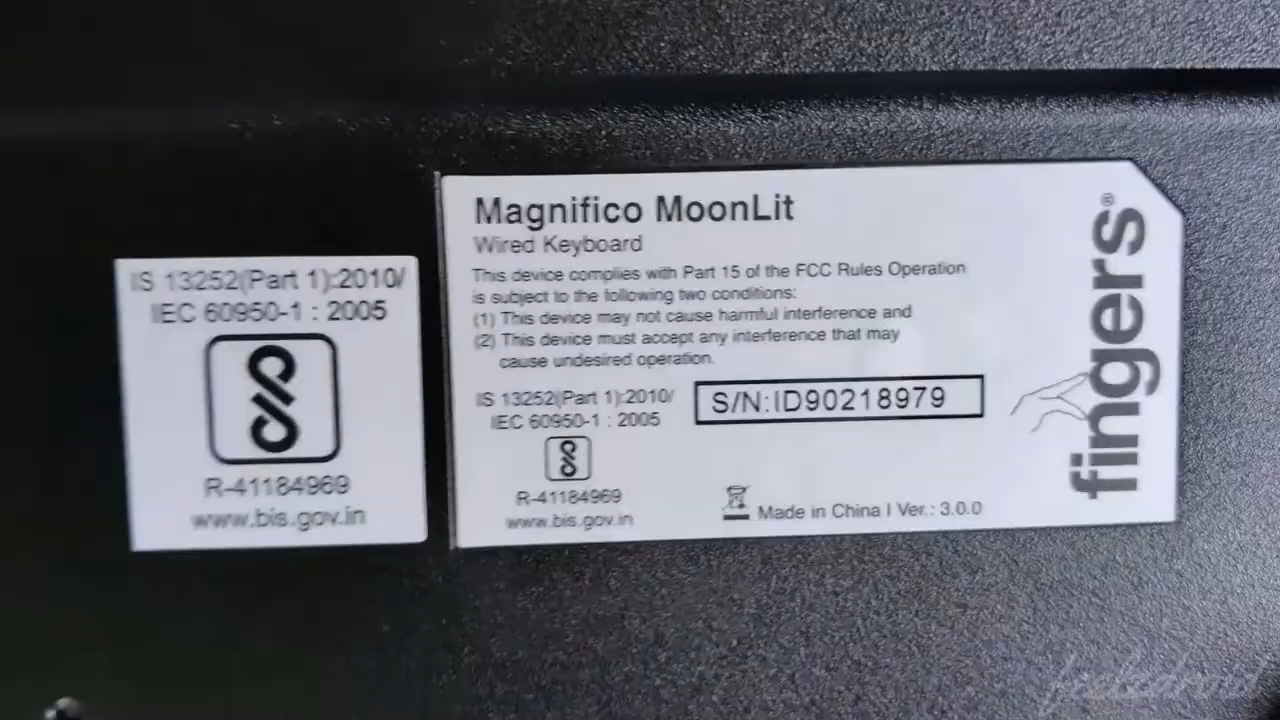 IS 13252(Part 1):2010/
IEC 60950-1 : 2005
R-41184969
www.bis.gov.in
Magnifico MoonLit
Wired Keyboard
This device complies with Part 15 of the FCC Rules Operation
is subject to the following two conditions:
(1) This device may not cause harmful interference and
(2) This device must accept any interference that may
cause undesired operation.
IS 13252(Part 1):2010/
IEC 60950-1 : 2005
R-41184969
www.bis.gov.in
S/N:ID90218979
Made in China I Ver.: 3.0.0
fingers®